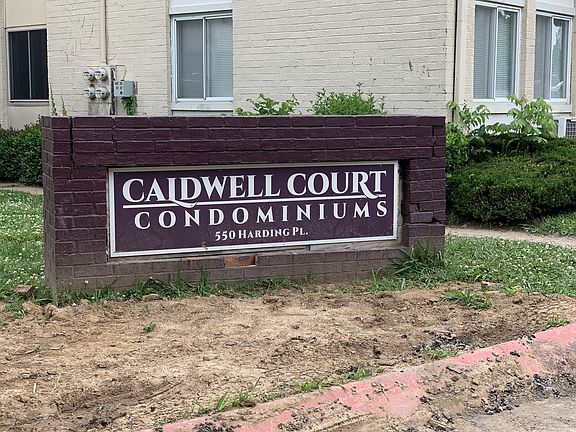 CALDWELL COURT
CONDOMINIUMS
550 HARDING PL.